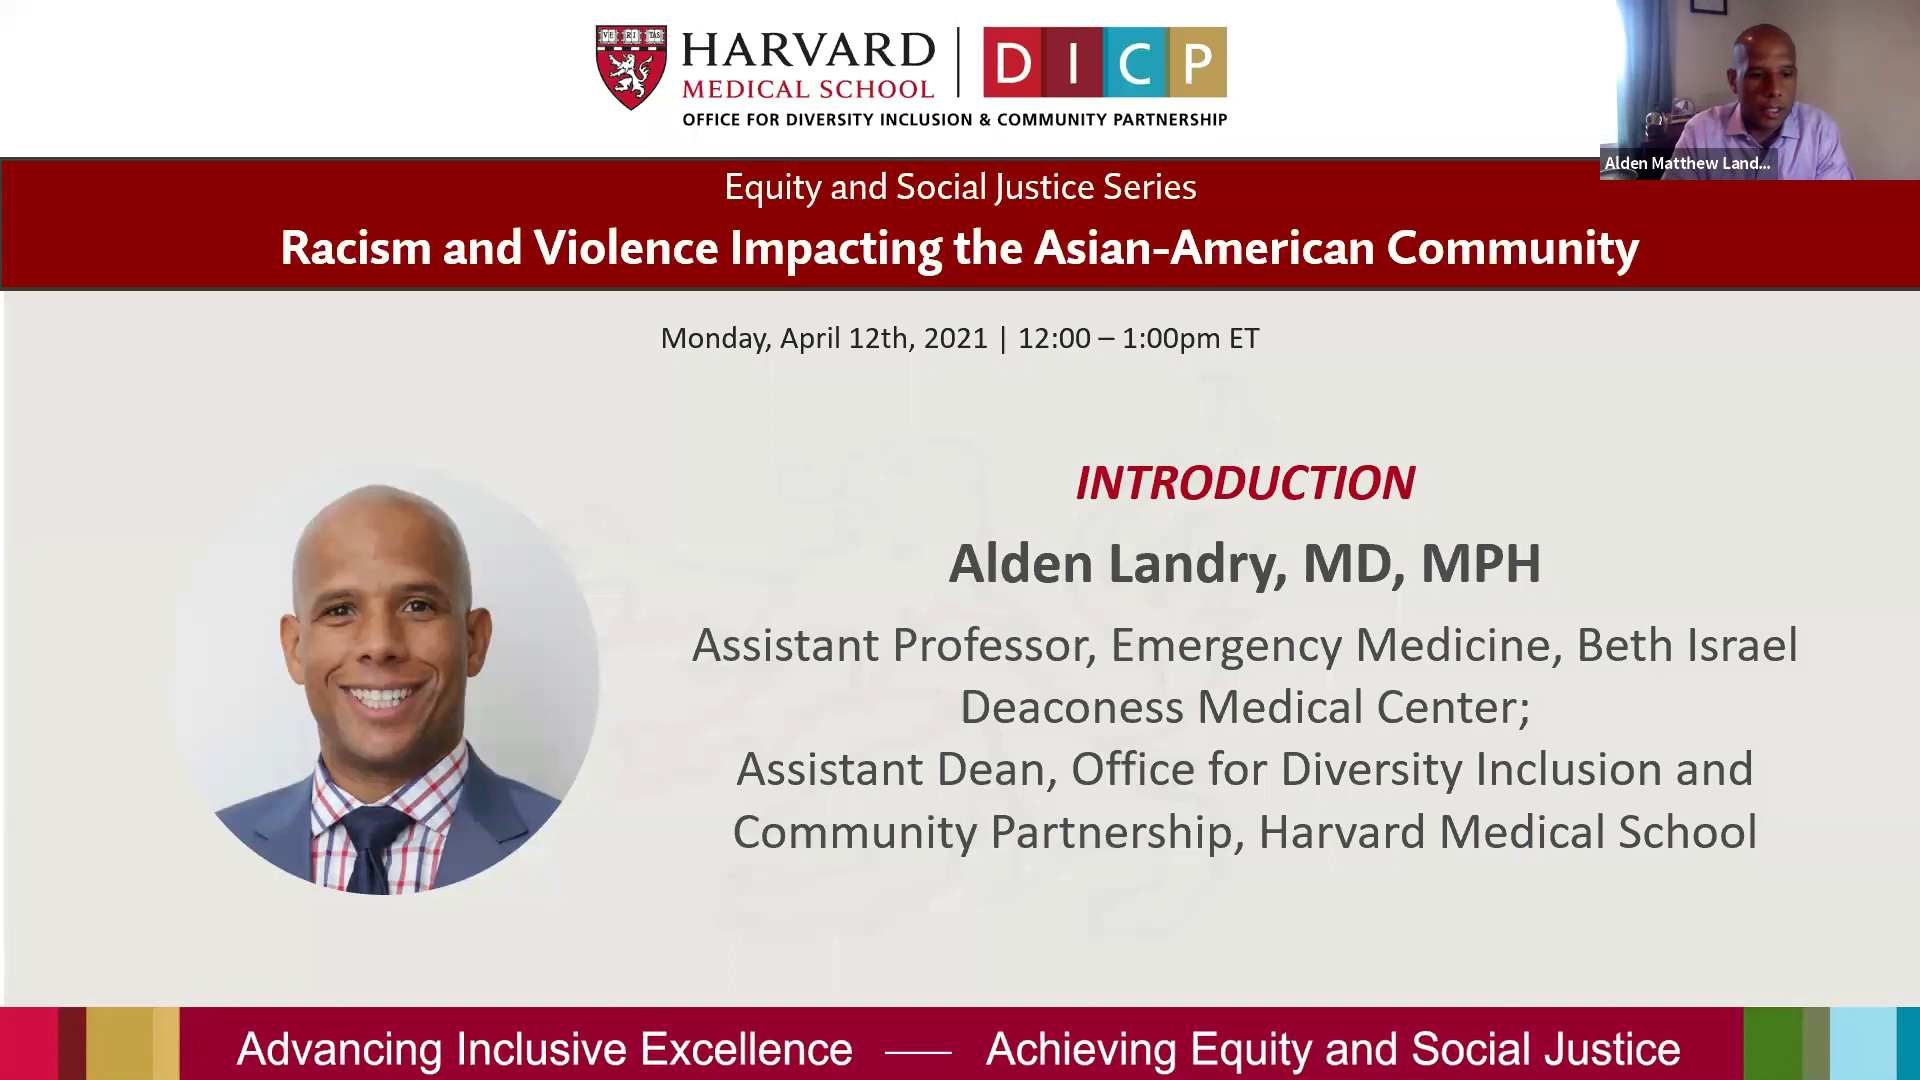 VE RI TAS
HARVARD
MEDICAL SCHOOL
D I C P
OFFICE FOR DIVERSITY INCLUSION & COMMUNITY PARTNERSHIP
Alden Matthew Land...
Equity and Social Justice Series
Racism and Violence Impacting the Asian-American Community
Monday, April 12th, 2021 | 12:00 – 1:00pm ET
INTRODUCTION
Alden Landry, MD, MPH
Assistant Professor, Emergency Medicine, Beth Israel
Deaconess Medical Center;
Assistant Dean, Office for Diversity Inclusion and
Community Partnership, Harvard Medical School
Advancing Inclusive Excellence — Achieving Equity and Social Justice